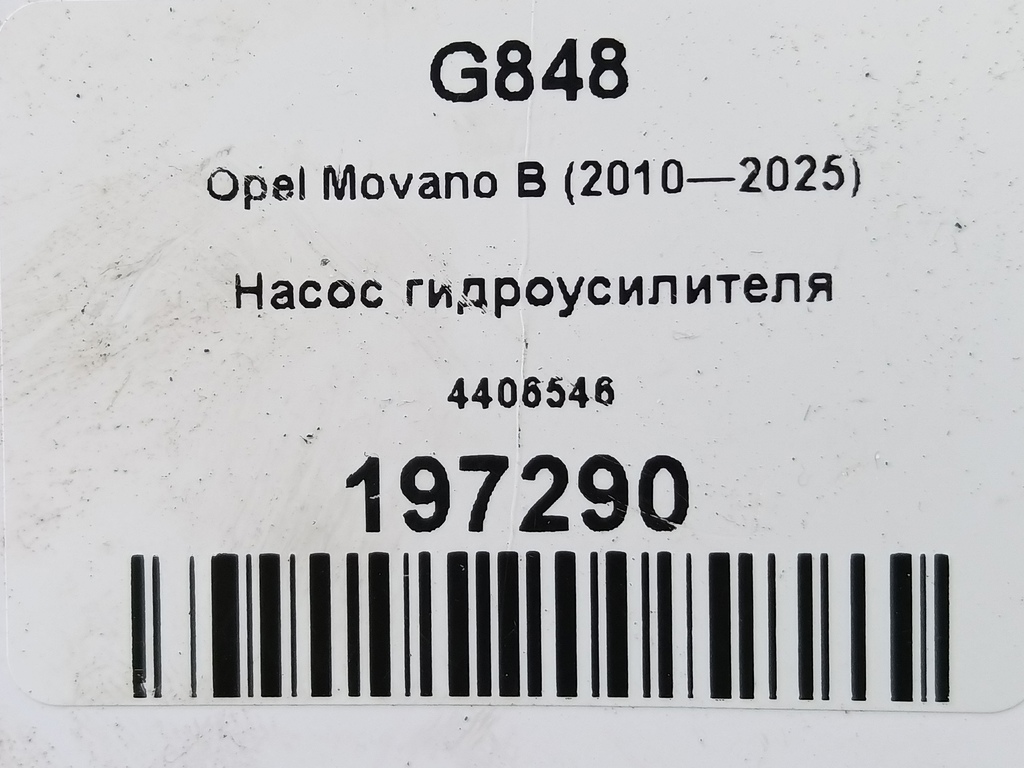 G848
Opel Movano B (2010—2025)
Насос гидроусилителя
4406546
197290